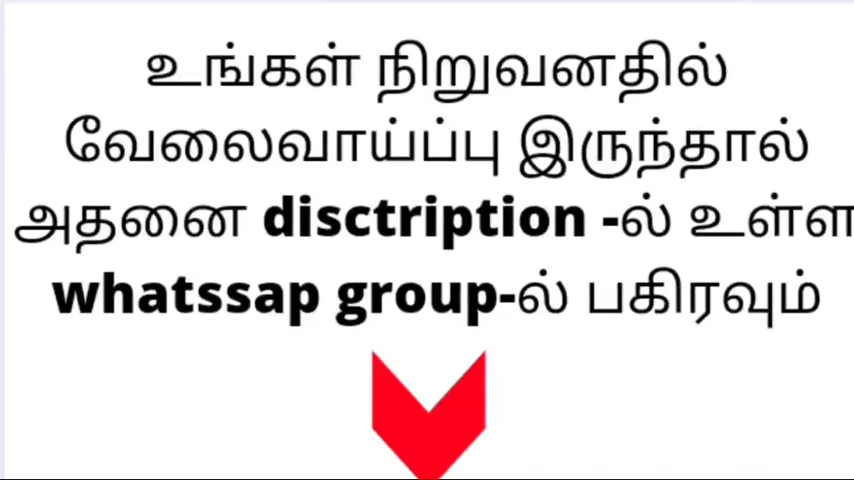 உங்கள் நிறுவனதில்
வேலைவாய்ப்பு இருந்தால்
அதனை disctription -ல் உள்ள
whatssap group-ல் பகிரவும்